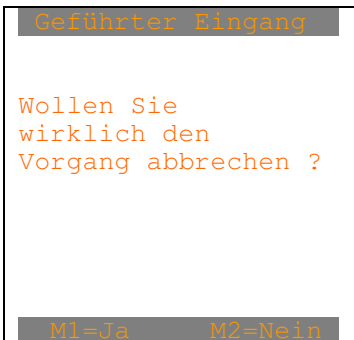 Geführter Eingang
Wollen Sie
wirklich den
Vorgang abbrechen ?
M1=Ja M2=Nein